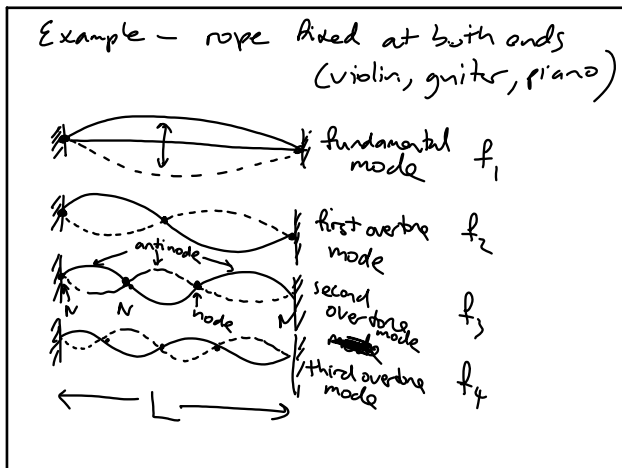 Example – rope fixed at both ends
(violin, guiter, piano)
fundamental
mode f₁
first overtone
mode f₂
antinode
N N node N
second
overtone mode f₃
third overtone
mode f₄
L